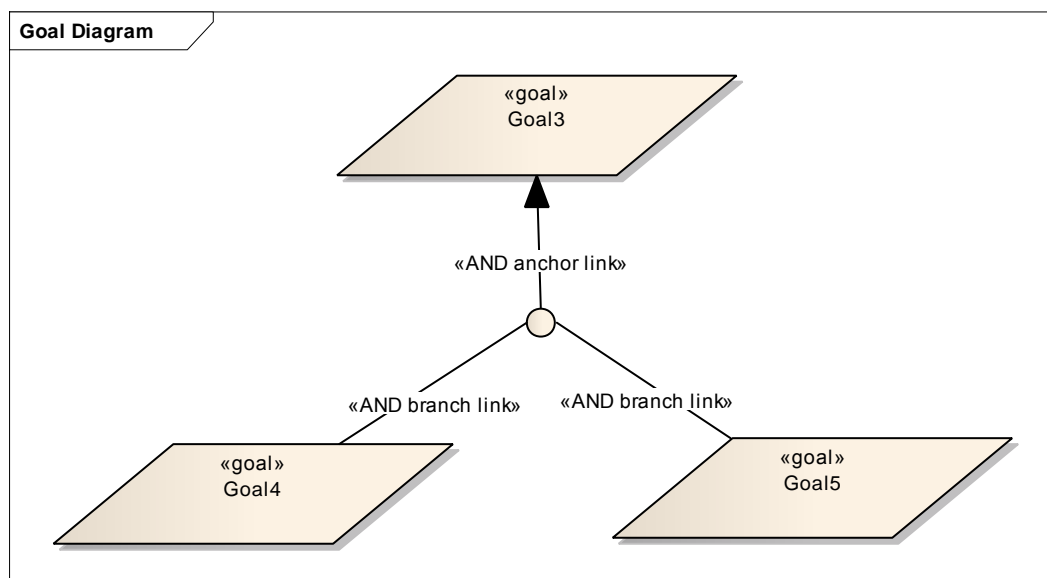 Goal Diagram
«goal»
Goal3
«AND anchor link»
«AND branch link»
«AND branch link»
«goal»
Goal4
«goal»
Goal5